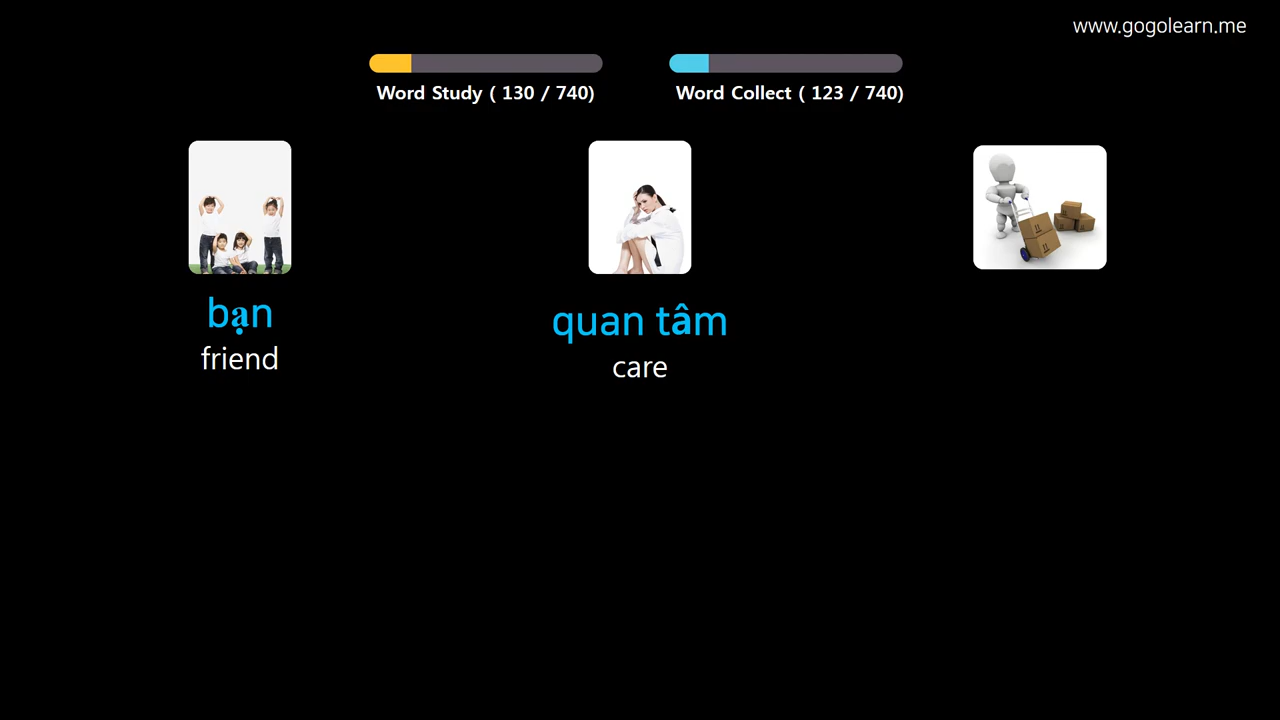 www.gogolearn.me
Word Study ( 130 / 740)
Word Collect ( 123 / 740)
bạn
friend
quan tâm
care